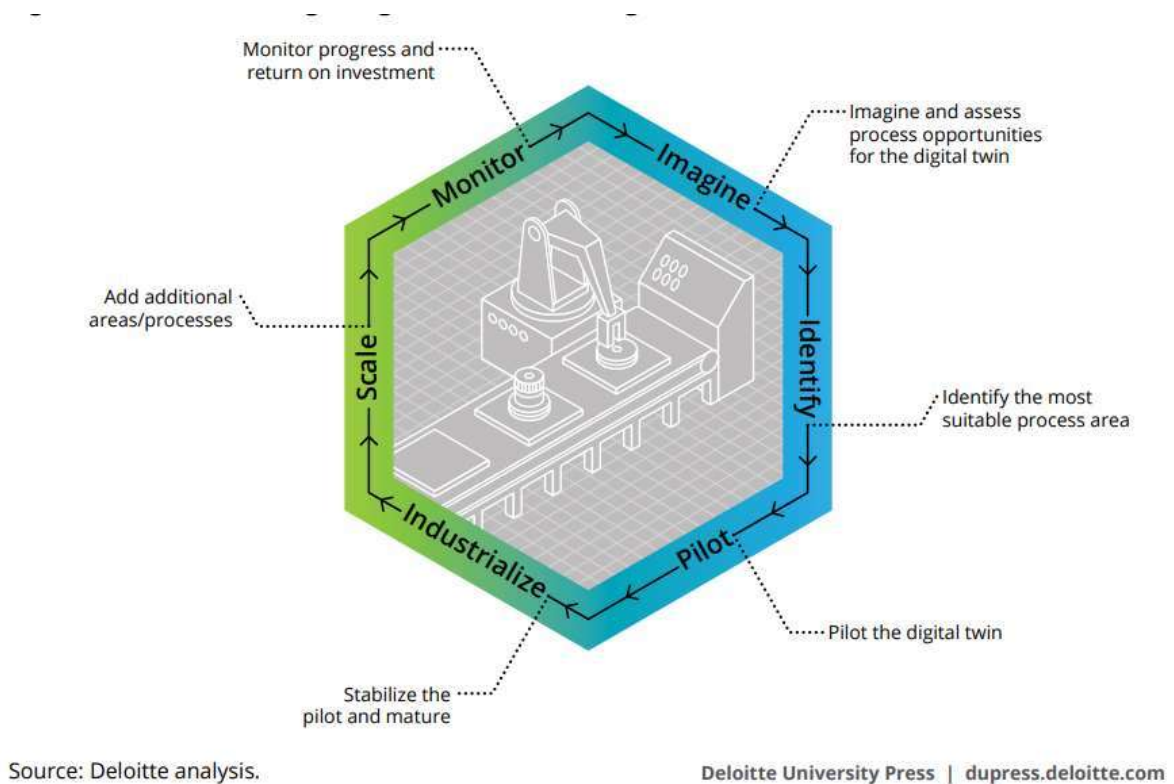 Monitor progress and
return on investment
Imagine and assess
process opportunities
for the digital twin
Monitor
Imagine
Add additional
areas/processes
Scale
Identify
Identify the most
suitable process area
Industrialize
Pilot
Pilot the digital twin
Stabilize the
pilot and mature
Source: Deloitte analysis.
Deloitte University Press | dupress.deloitte.com